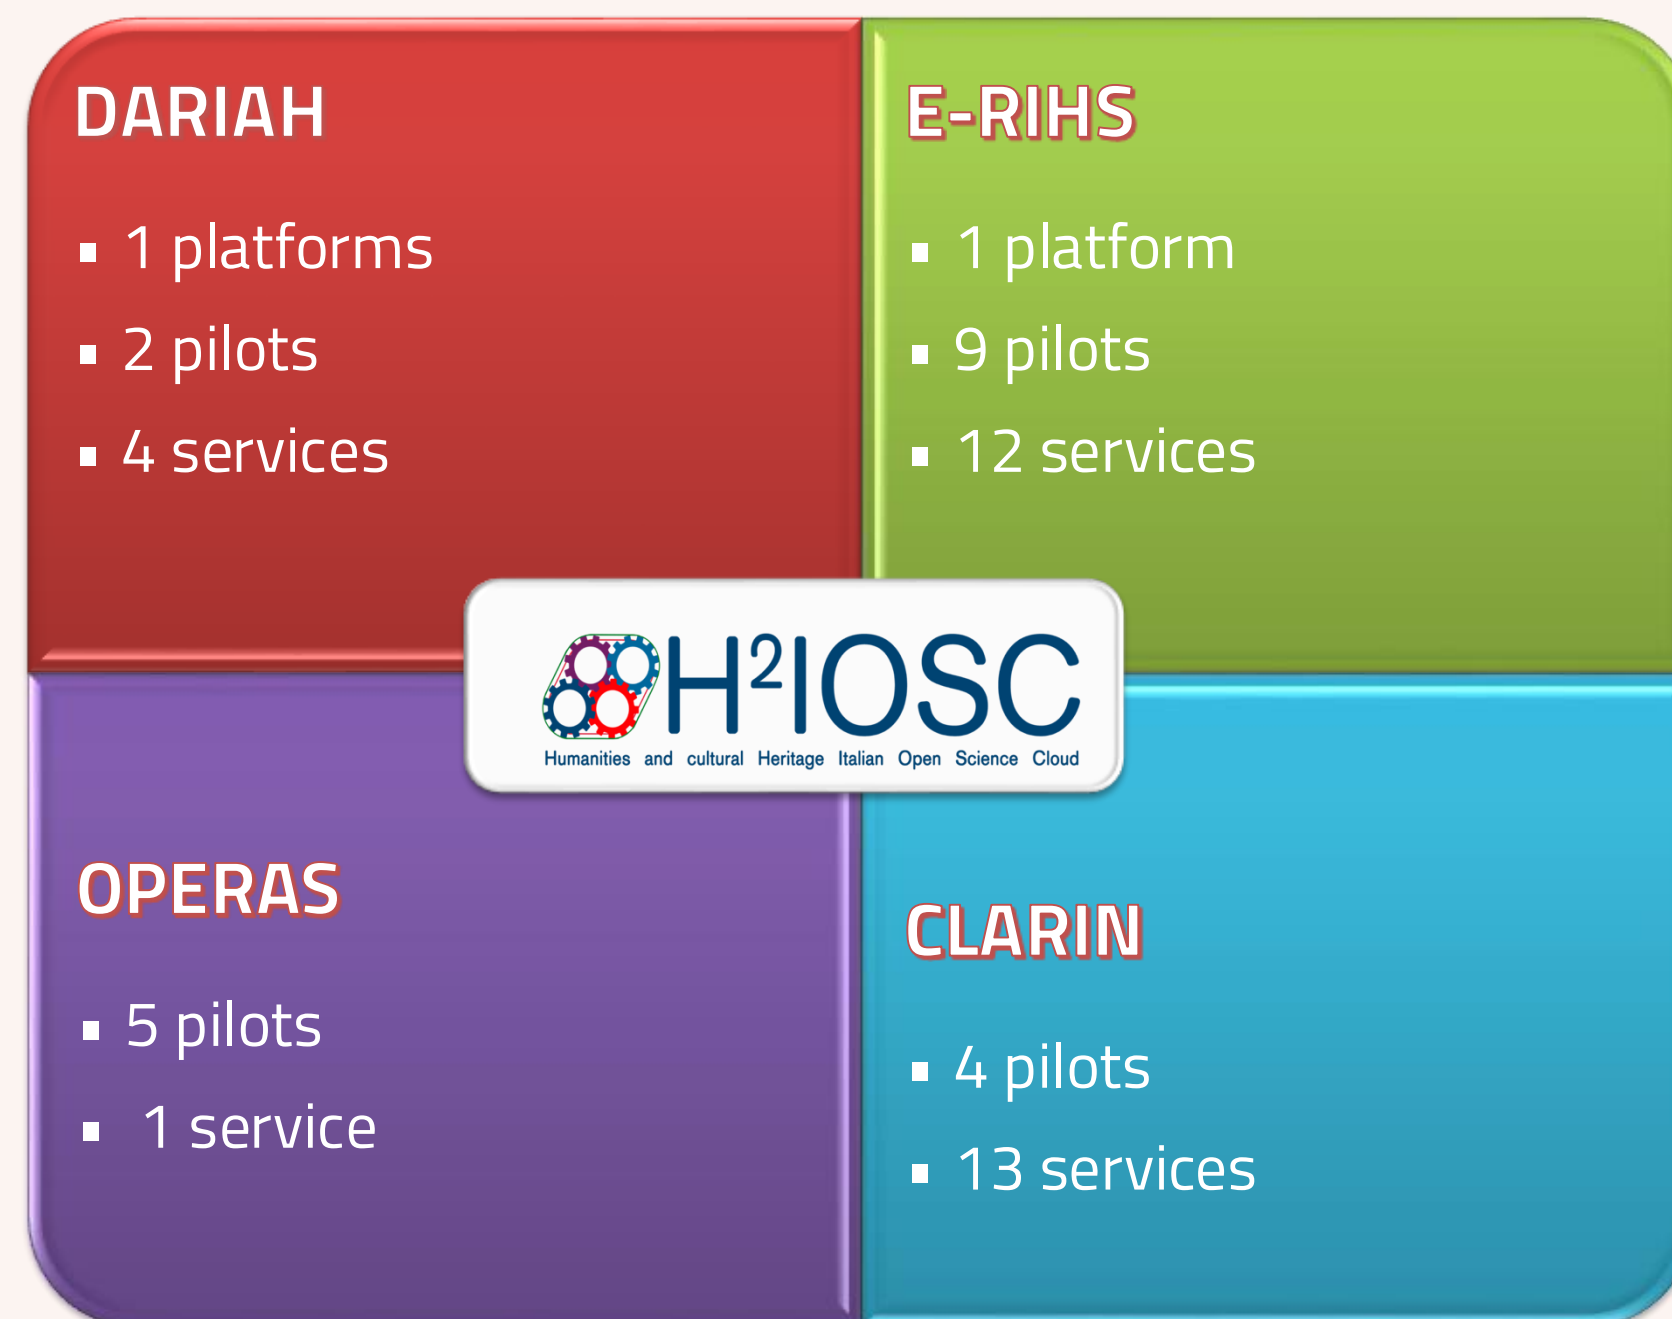 DARIAH
▪ 1 platforms
▪ 2 pilots
▪ 4 services
E-RIHS
▪ 1 platform
▪ 9 pilots
▪ 12 services
H²IOSC
Humanities and cultural Heritage Italian Open Science Cloud
OPERAS
▪ 5 pilots
▪ 1 service
CLARIN
▪ 4 pilots
▪ 13 services